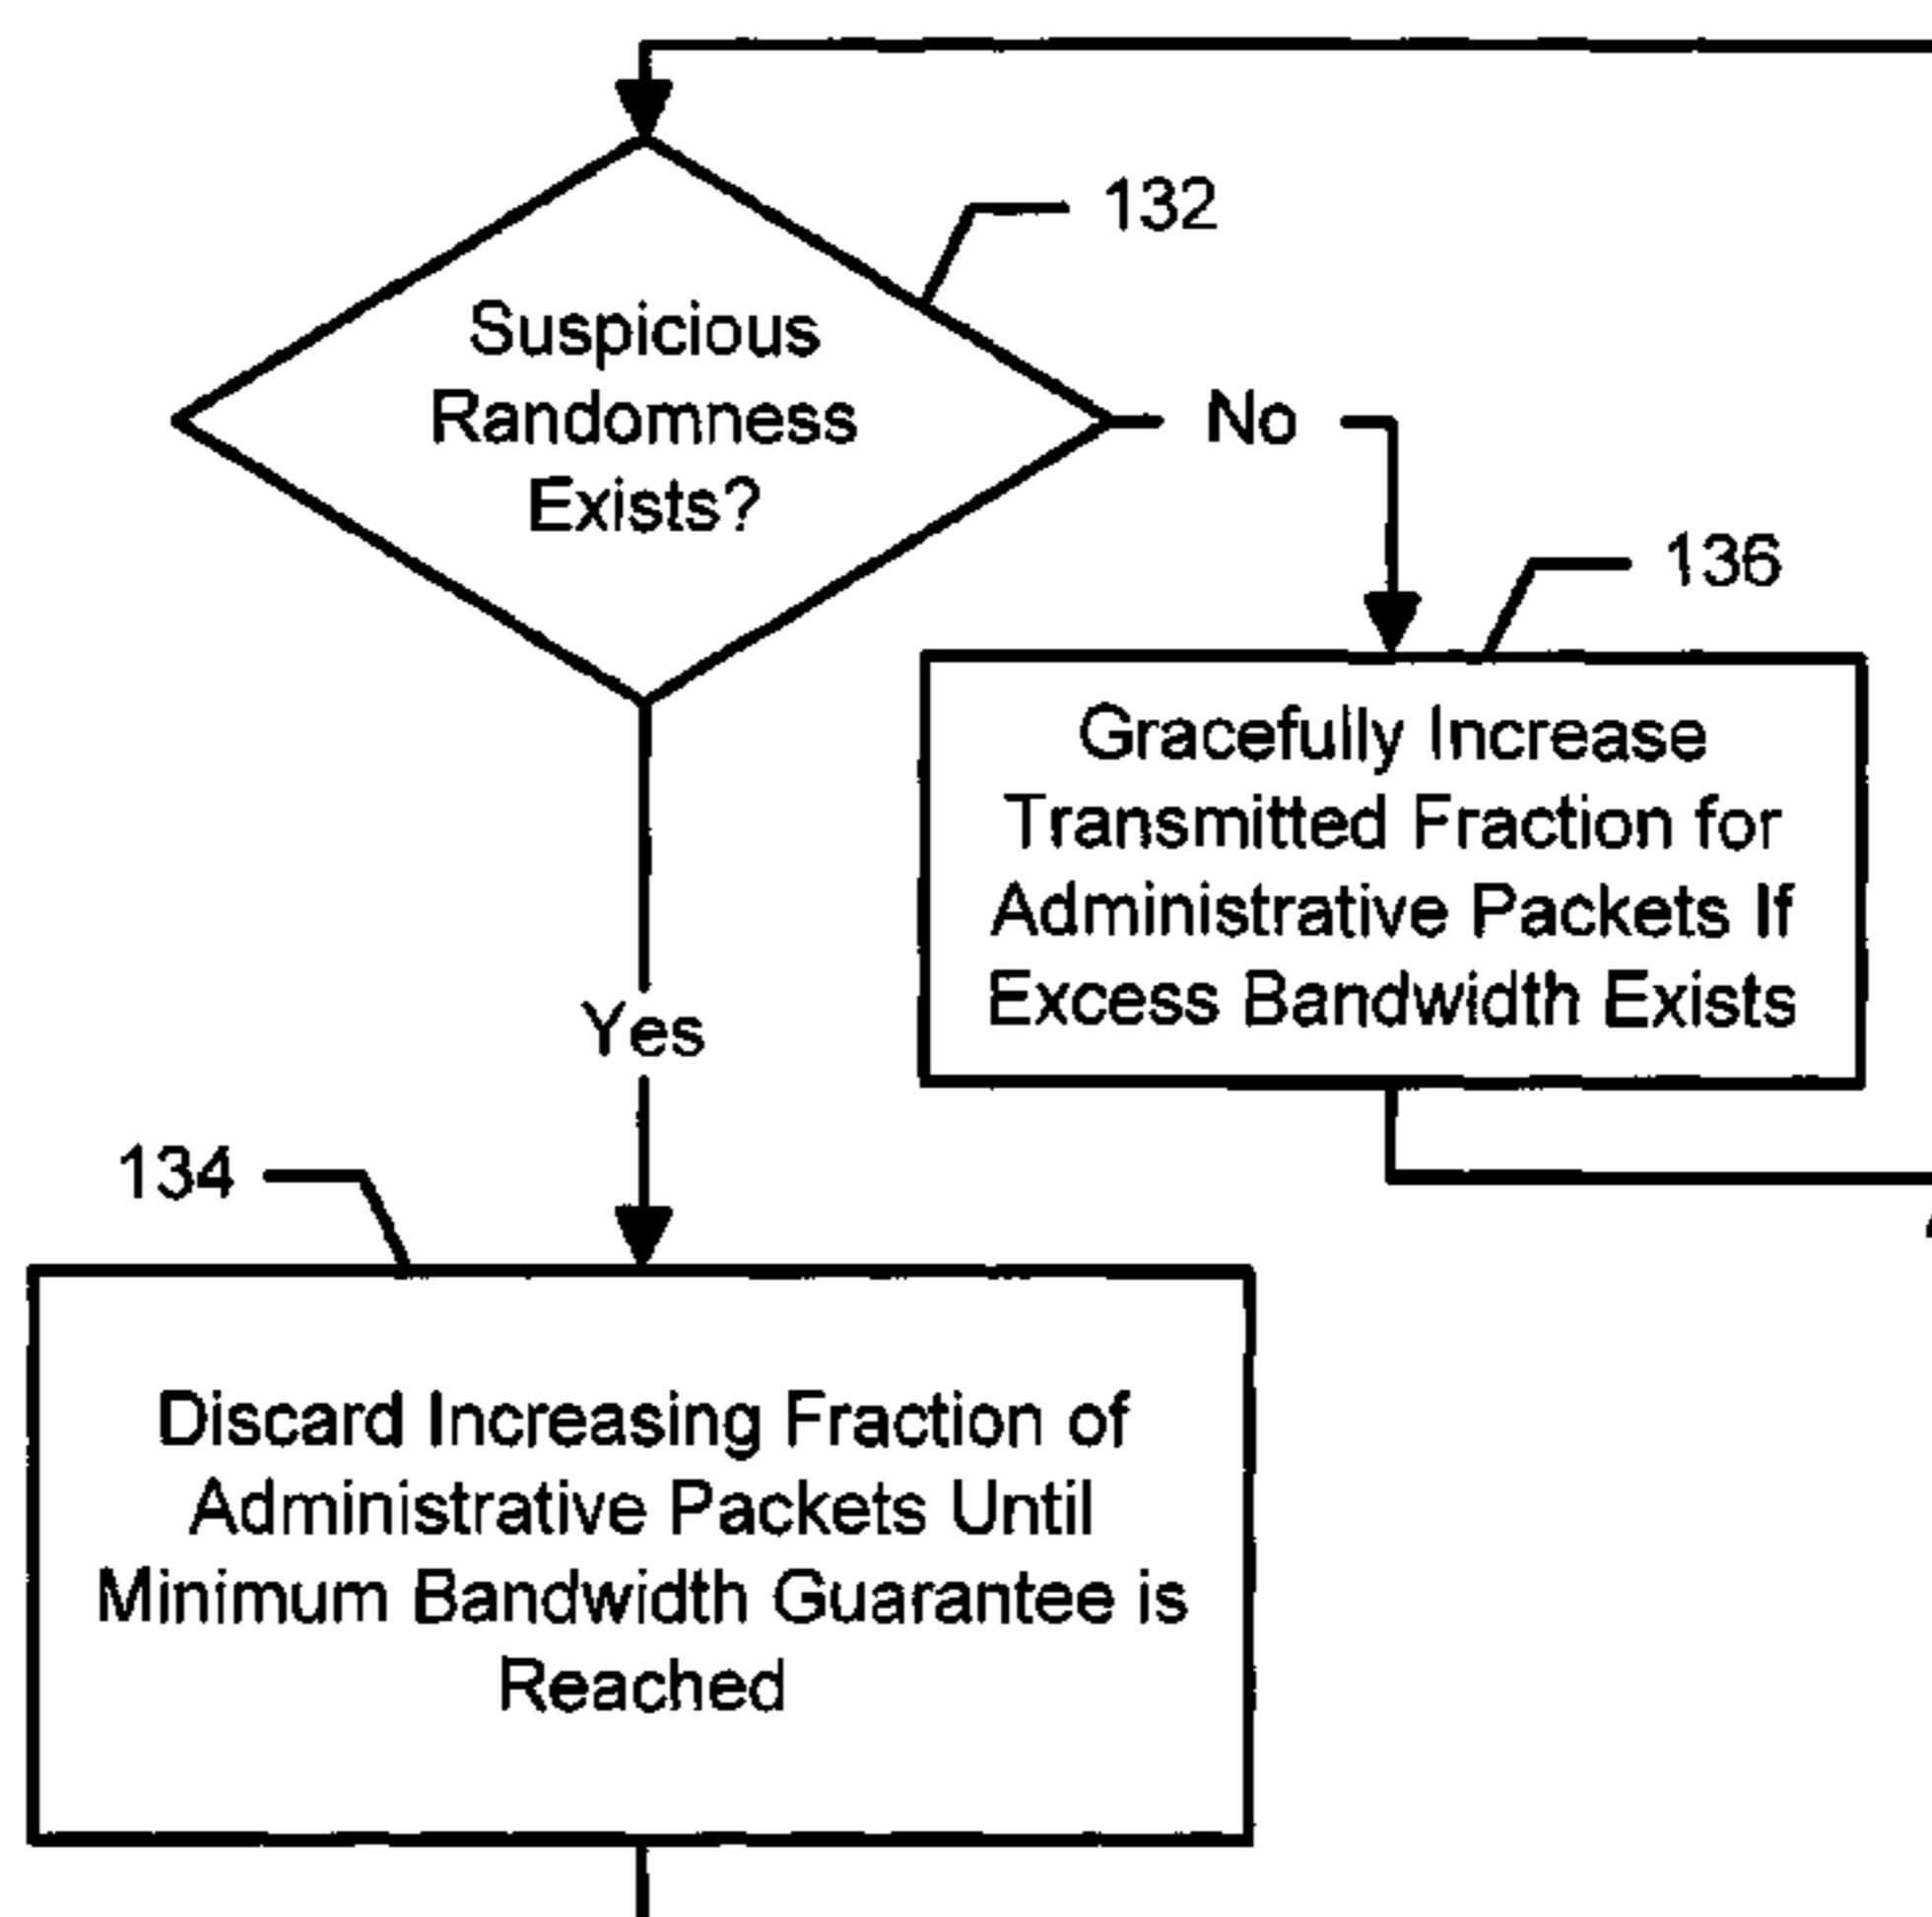 132
Suspicious
Randomness
Exists?
No
136
Gracefully Increase
Transmitted Fraction for
Administrative Packets If
Excess Bandwidth Exists
Yes
134
Discard Increasing Fraction of
Administrative Packets Until
Minimum Bandwidth Guarantee is
Reached